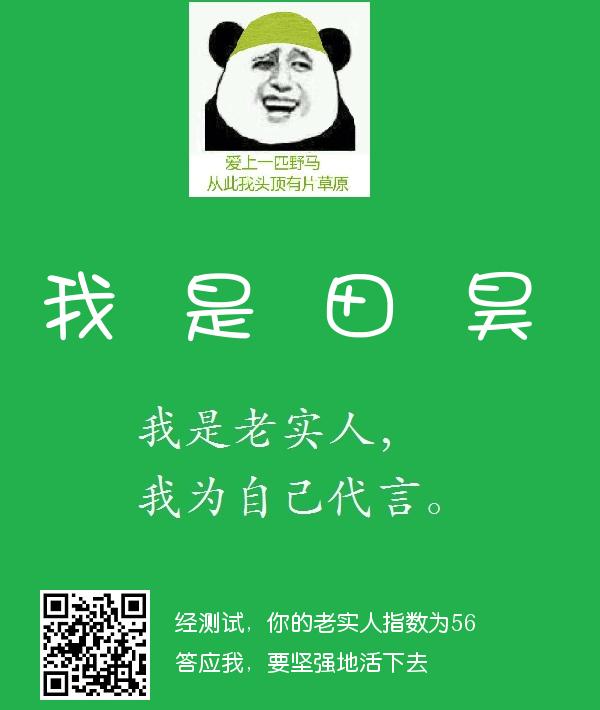 爱上一匹野马
从此我头顶有片草原
我是田昊
我是老实人，
我为自己代言。
经测试，你的老实人指数为56
答应我，要坚强地活下去